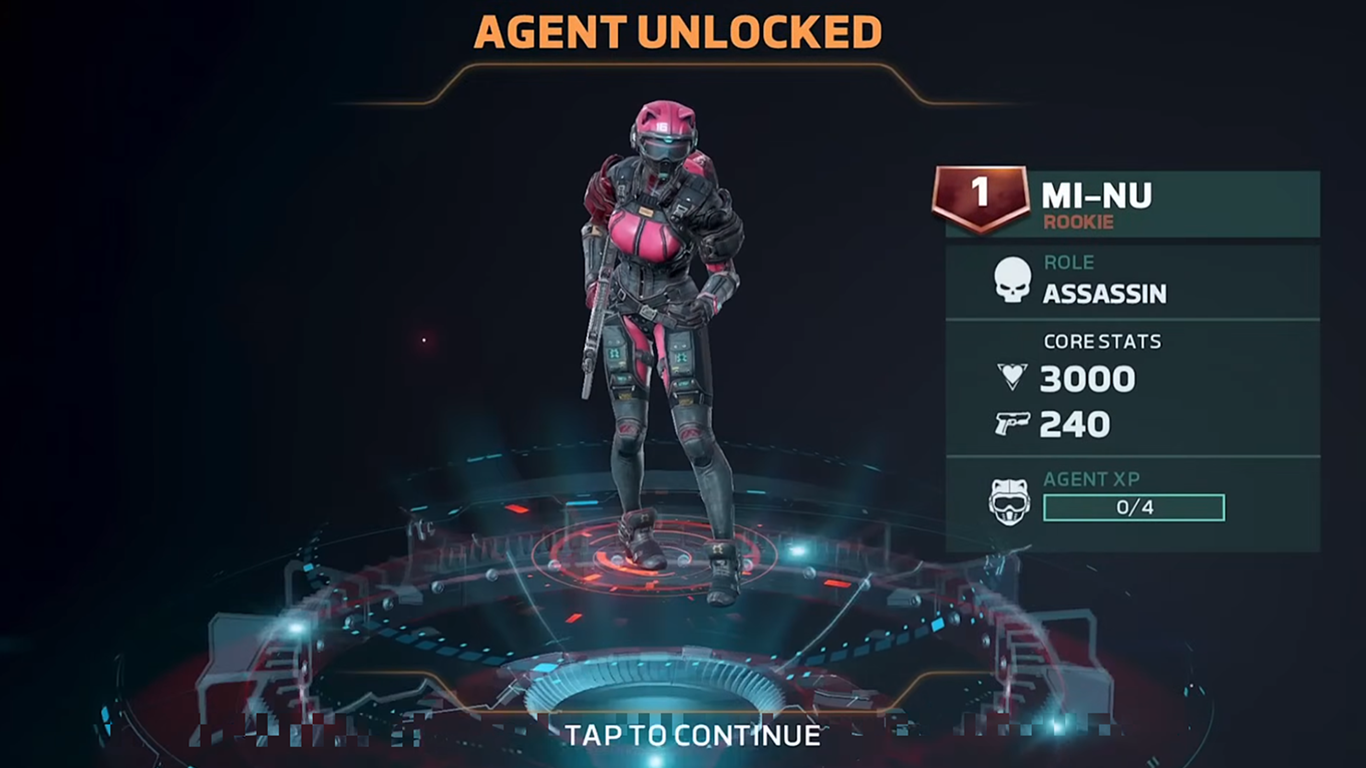 AGENT UNLOCKED
1
MI-NU
ROOKIE
ROLE
ASSASSIN
CORE STATS
3000
240
AGENT XP
0/4
TAP TO CONTINUE